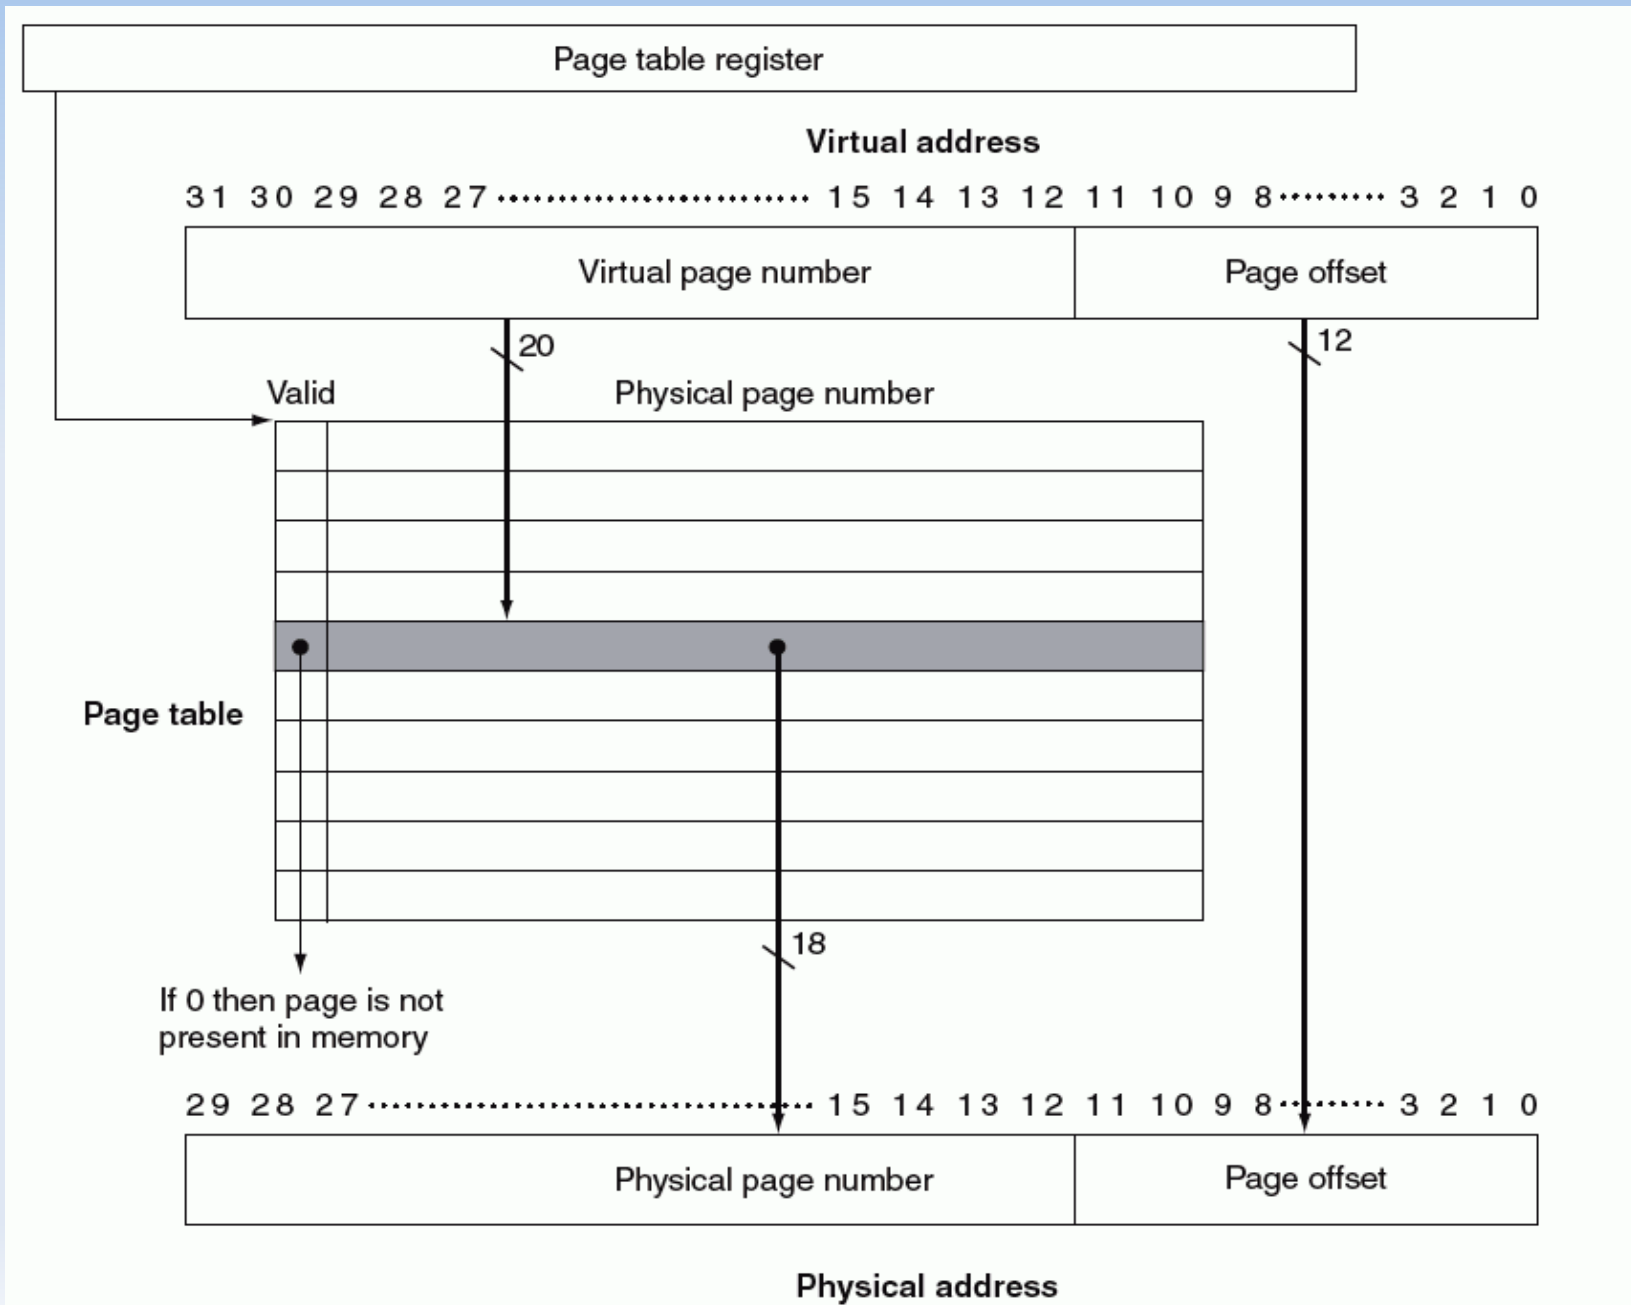 Page table register
Virtual address
31 30 29 28 27 ........................... 15 14 13 12 11 10 9 8 ......... 3 2 1 0
Virtual page number Page offset
20 12
Valid Physical page number
Page table
18
If 0 then page is not
present in memory
29 28 27 ....................................... 15 14 13 12 11 10 9 8 ......... 3 2 1 0
Physical page number Page offset
Physical address